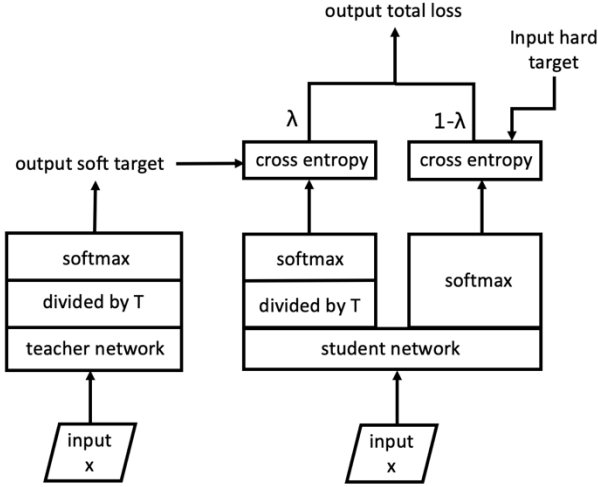 output total loss
Input hard
target
λ
1-λ
output soft target
cross entropy
cross entropy
softmax
divided by T
teacher network
softmax
divided by T
softmax
student network
input
x
input
x